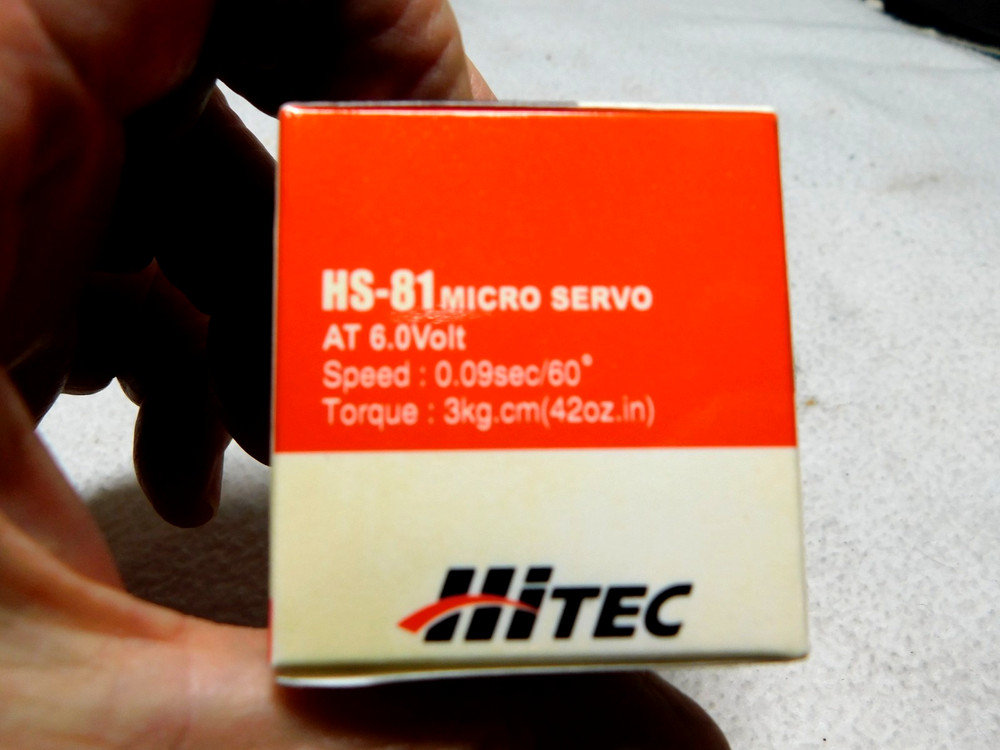 HS-81 MICRO SERVO
AT 6.0Volt
Speed : 0.09sec/60°
Torque : 3kg.cm(42oz.in)
HiTEC